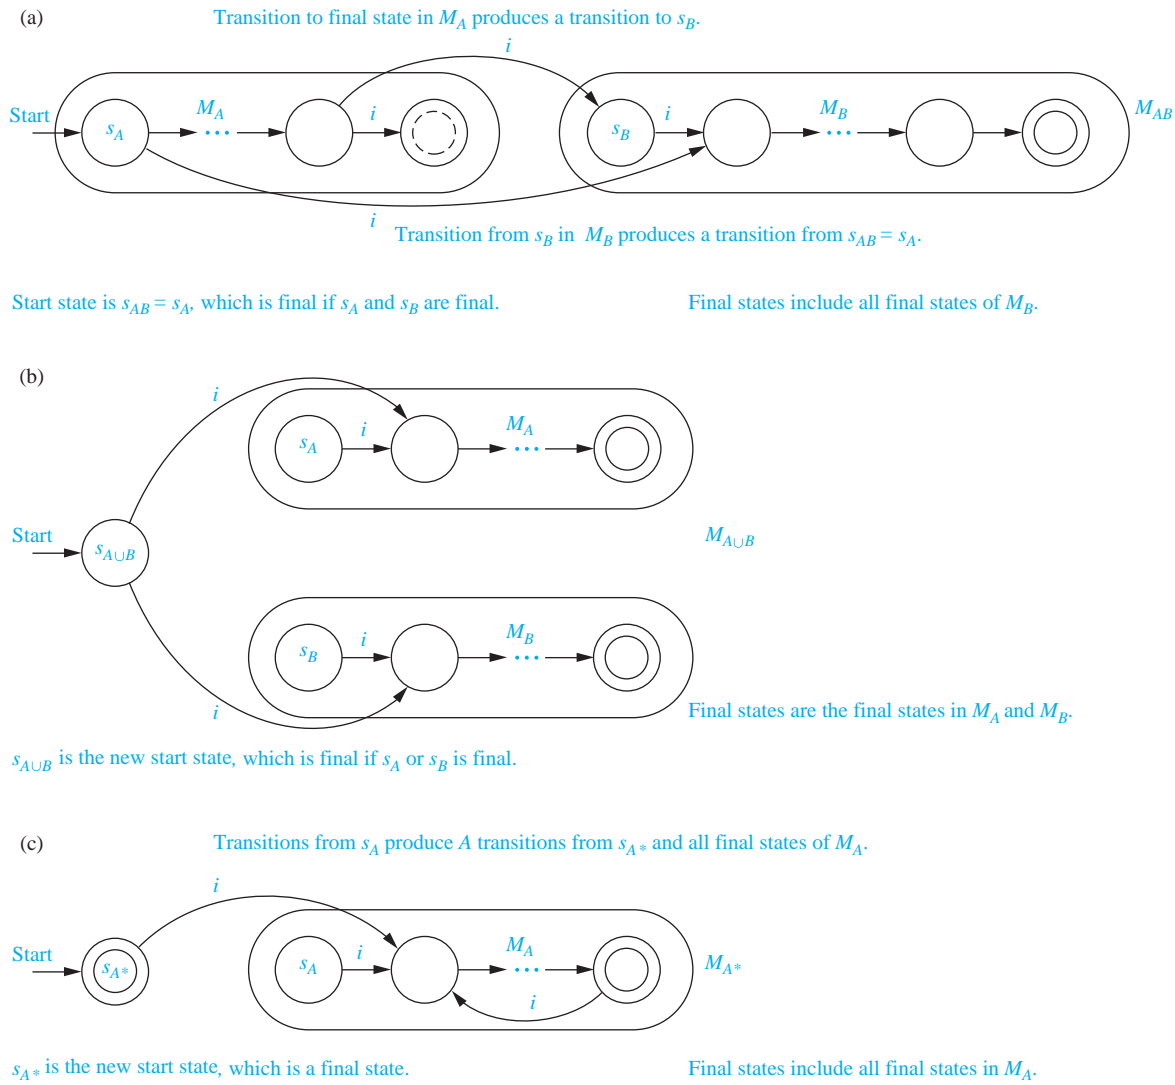 (a)
Transition to final state in M_A produces a transition to s_B.
i
Start
s_A
M_A
...
i
s_B
i
M_B
...
M_AB
i
Transition from s_B in M_B produces a transition from s_AB = s_A.
Start state is s_AB = s_A, which is final if s_A and s_B are final.
Final states include all final states of M_B.
(b)
i
s_A
i
M_A
...
Start
s_A∪B
M_A∪B
s_B
i
M_B
...
i
Final states are the final states in M_A and M_B.
s_A∪B is the new start state, which is final if s_A or s_B is final.
(c)
Transitions from s_A produce A transitions from s_A* and all final states of M_A.
i
Start
s_A*
s_A
i
M_A
...
i
M_A*
s_A* is the new start state, which is a final state.
Final states include all final states in M_A.